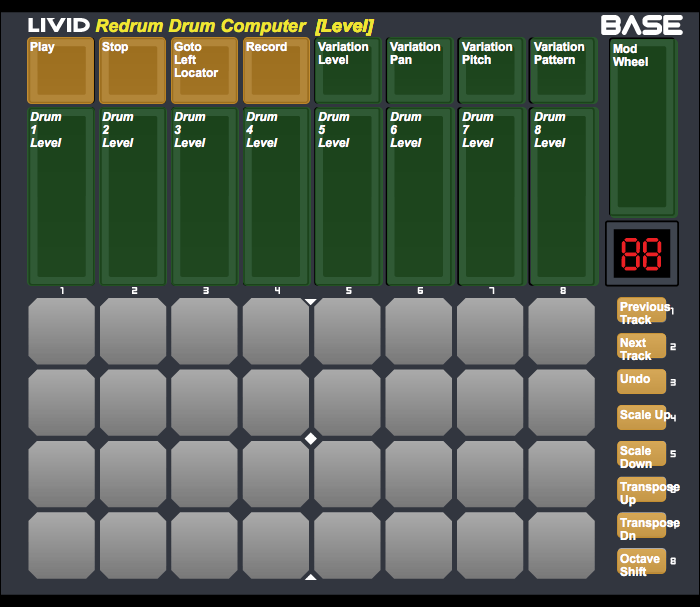 LIVID Redrum Drum Computer [Level] BASE
Play
Stop
Goto
Left
Locator
Record
Variation
Level
Variation
Pan
Variation
Pitch
Variation
Pattern
Mod
Wheel
Drum
1
Level
Drum
2
Level
Drum
3
Level
Drum
4
Level
Drum
5
Level
Drum
6
Level
Drum
7
Level
Drum
8
Level
88
1 2 3 4 5 6 7 8
Previous 1
Track
Next 2
Track
Undo 3
Scale Up 4
Scale 5
Down
Transpose 6
Up
Transpose 7
Dn
Octave 8
Shift